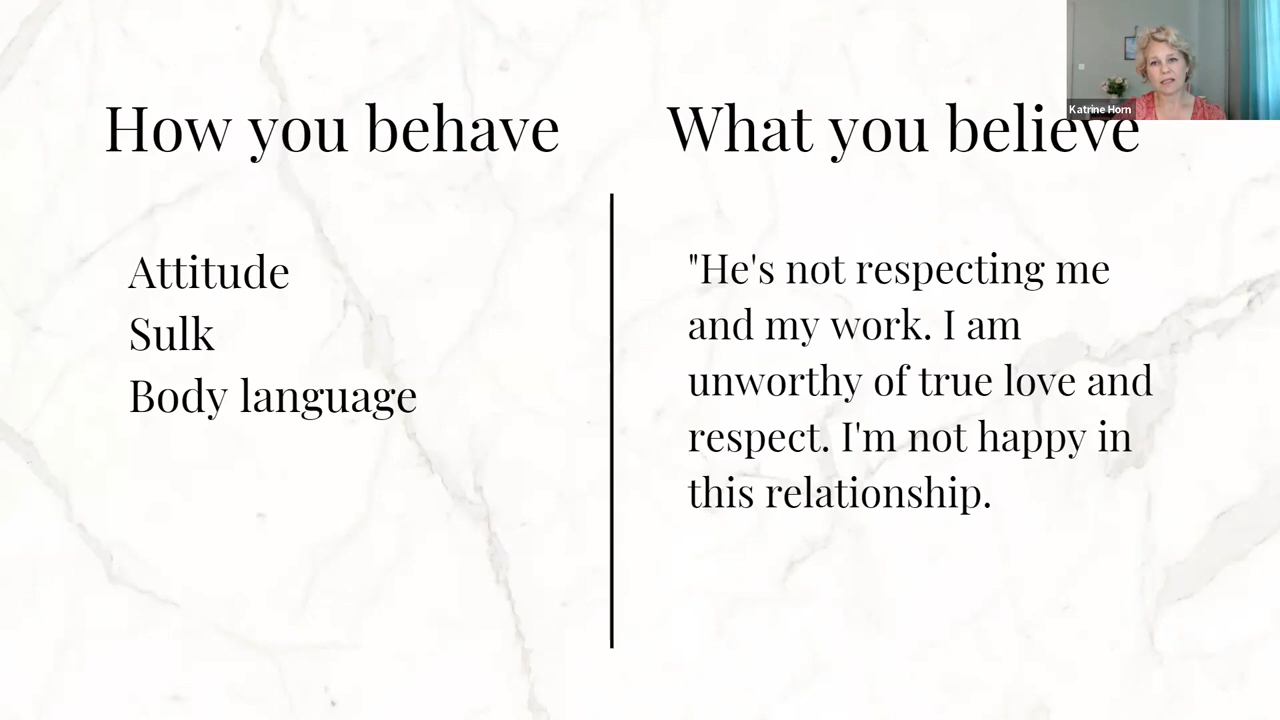 Katrine Horn
How you behave
What you believe
Attitude
Sulk
Body language
"He's not respecting me
and my work. I am
unworthy of true love and
respect. I'm not happy in
this relationship.